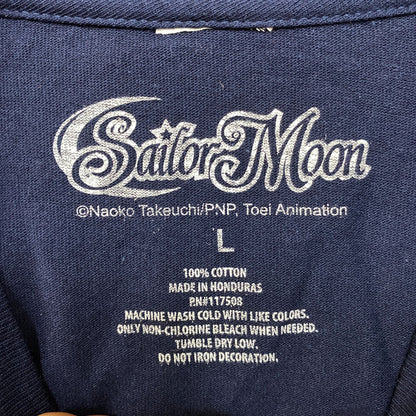 Sailor Moon
©Naoko Takeuchi/PNP, Toei Animation
L
100% COTTON
MADE IN HONDURAS
P.N#117508
MACHINE WASH COLD WITH LIKE COLORS.
ONLY NON-CHLORINE BLEACH WHEN NEEDED.
TUMBLE DRY LOW.
DO NOT IRON DECORATION.